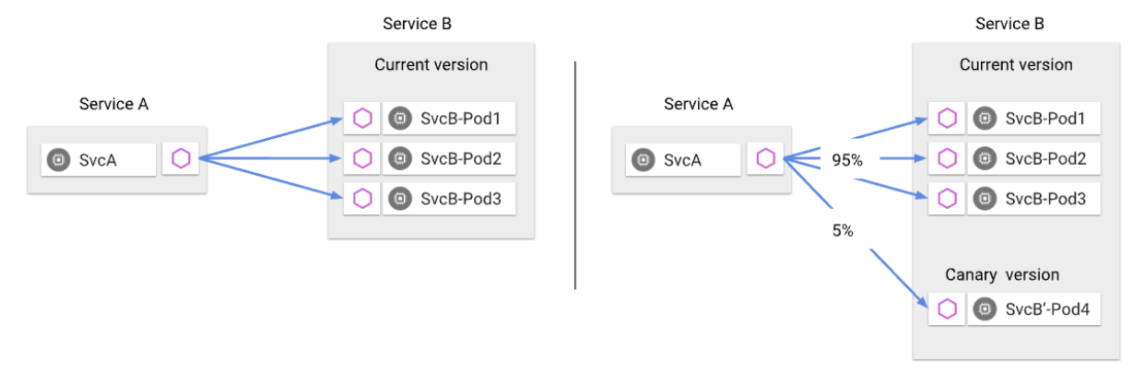 Service B
Current version
Service A
SvcA
SvcB-Pod1
SvcB-Pod2
SvcB-Pod3
Service B
Current version
Service A
SvcA
SvcB-Pod1
95%
SvcB-Pod2
SvcB-Pod3
5%
Canary version
SvcB’-Pod4